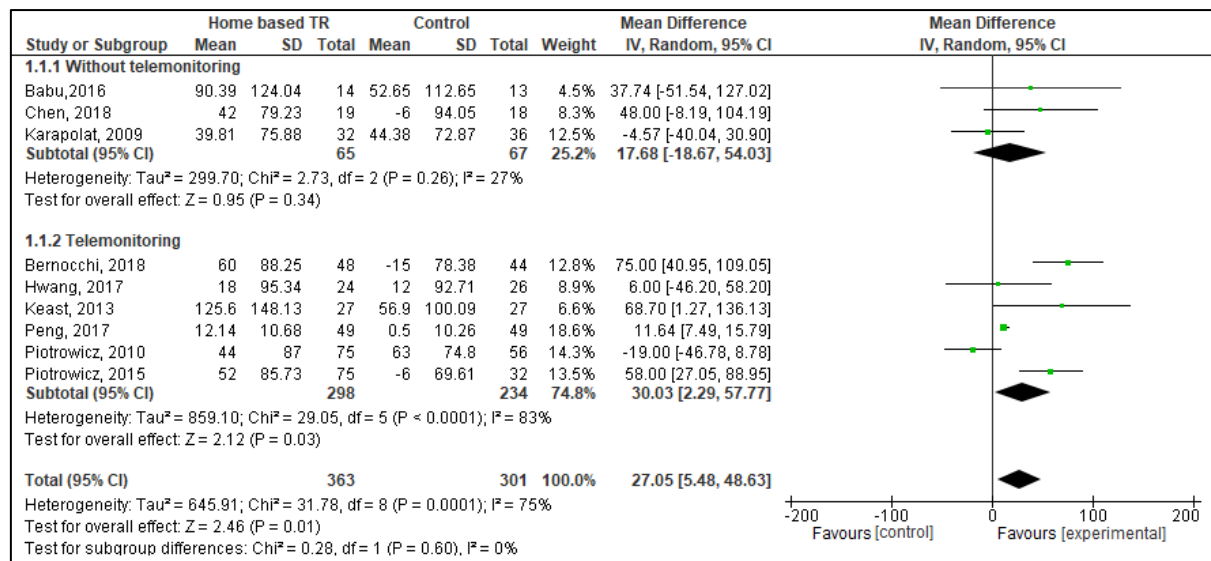 Home based TR Control Mean Difference Mean Difference
Study or Subgroup Mean SD Total Mean SD Total Weight IV, Random, 95% CI IV, Random, 95% CI
1.1.1 Without telemonitoring
Babu,2016 90.39 124.04 14 52.65 112.65 13 4.5% 37.74 [-51.54, 127.02]
Chen, 2018 42 79.23 19 -6 94.05 18 8.3% 48.00 [-8.19, 104.19]
Karapolat, 2009 39.81 75.88 32 44.38 72.87 36 12.5% -4.57 [-40.04, 30.90]
Subtotal (95% CI) 65 67 25.2% 17.68 [-18.67, 54.03]
Heterogeneity: Tau² = 299.70; Chi² = 2.73, df = 2 (P = 0.26); I² = 27%
Test for overall effect: Z = 0.95 (P = 0.34)
1.1.2 Telemonitoring
Bernocchi, 2018 60 88.25 48 -15 78.38 44 12.8% 75.00 [40.95, 109.05]
Hwang, 2017 18 95.34 24 12 92.71 26 8.9% 6.00 [-46.20, 58.20]
Keast, 2013 125.6 148.13 27 56.9 100.09 27 6.6% 68.70 [1.27, 136.13]
Peng, 2017 12.14 10.68 49 0.5 10.26 49 18.6% 11.64 [7.49, 15.79]
Piotrowicz, 2010 44 87 75 63 74.8 56 14.3% -19.00 [-46.78, 8.78]
Piotrowicz, 2015 52 85.73 75 -6 69.61 32 13.5% 58.00 [27.05, 88.95]
Subtotal (95% CI) 298 234 74.8% 30.03 [2.29, 57.77]
Heterogeneity: Tau² = 859.10; Chi² = 29.05, df = 5 (P < 0.0001); I² = 83%
Test for overall effect: Z = 2.12 (P = 0.03)
Total (95% CI) 363 301 100.0% 27.05 [5.48, 48.63]
Heterogeneity: Tau² = 645.91; Chi² = 31.78, df = 8 (P = 0.0001); I² = 75%
Test for overall effect: Z = 2.46 (P = 0.01)
Test for subgroup differences: Chi² = 0.28, df = 1 (P = 0.60), I² = 0%
-200 -100 0 100 200
Favours [control] Favours [experimental]